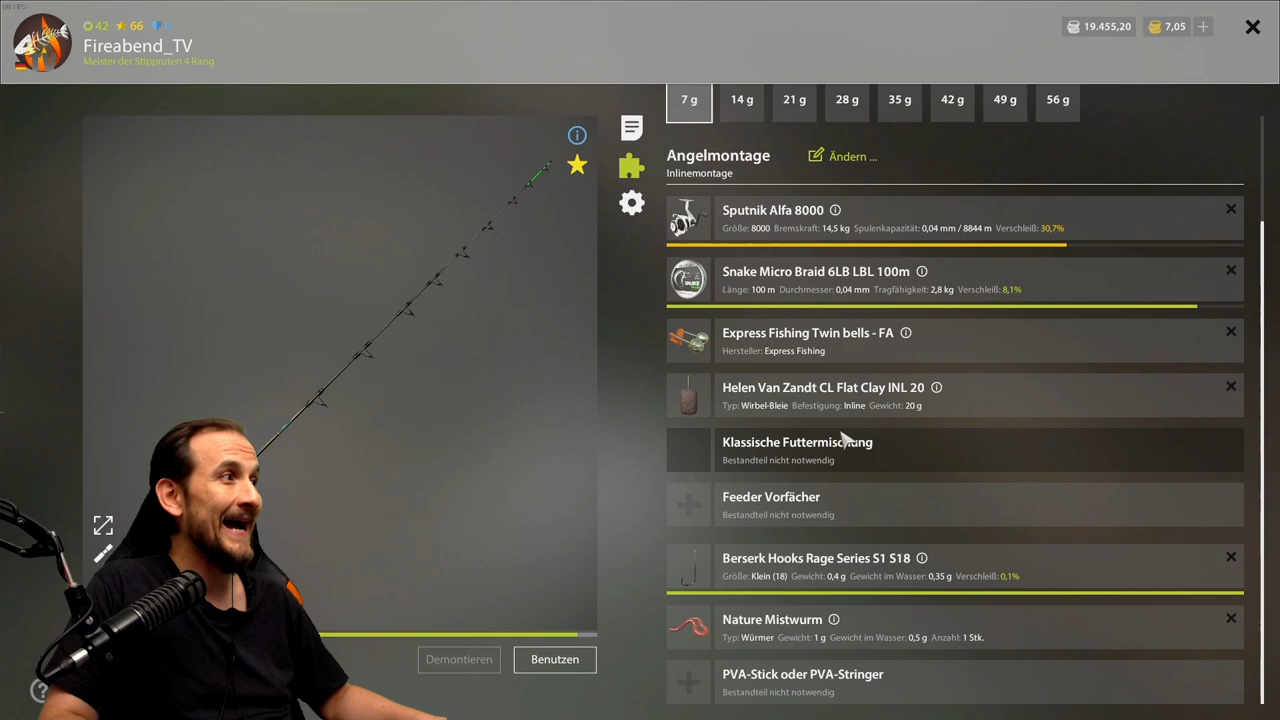 42 66 0
Fireabend_TV
Meister der Stippruten 4 Rang
19.455,20
7,05
7 g
14 g
21 g
28 g
35 g
42 g
49 g
56 g
Angelmontage
Ändern ...
Inlinemontage
Sputnik Alfa 8000
Größe: 8000 Bremskraft: 14,5 kg Spulenkapazität: 0,04 mm / 8844 m Verschleiß: 30,7%
Snake Micro Braid 6LB LBL 100m
Länge: 100 m Durchmesser: 0,04 mm Tragfähigkeit: 2,8 kg Verschleiß: 8,1%
Express Fishing Twin bells - FA
Hersteller: Express Fishing
Helen Van Zandt CL Flat Clay INL 20
Typ: Wirbel-Bleie Befestigung: Inline Gewicht: 20 g
Klassische Futtermischung
Bestandteil nicht notwendig
Feeder Vorfächer
Bestandteil nicht notwendig
Berserk Hooks Rage Series S1 S18
Größe: Klein (18) Gewicht: 0,4 g Gewicht im Wasser: 0,35 g Verschleiß: 0,1%
Nature Mistwurm
Typ: Würmer Gewicht: 1 g Gewicht im Wasser: 0,5 g Anzahl: 1 Stk.
PVA-Stick oder PVA-Stringer
Bestandteil nicht notwendig
Demontieren
Benutzen